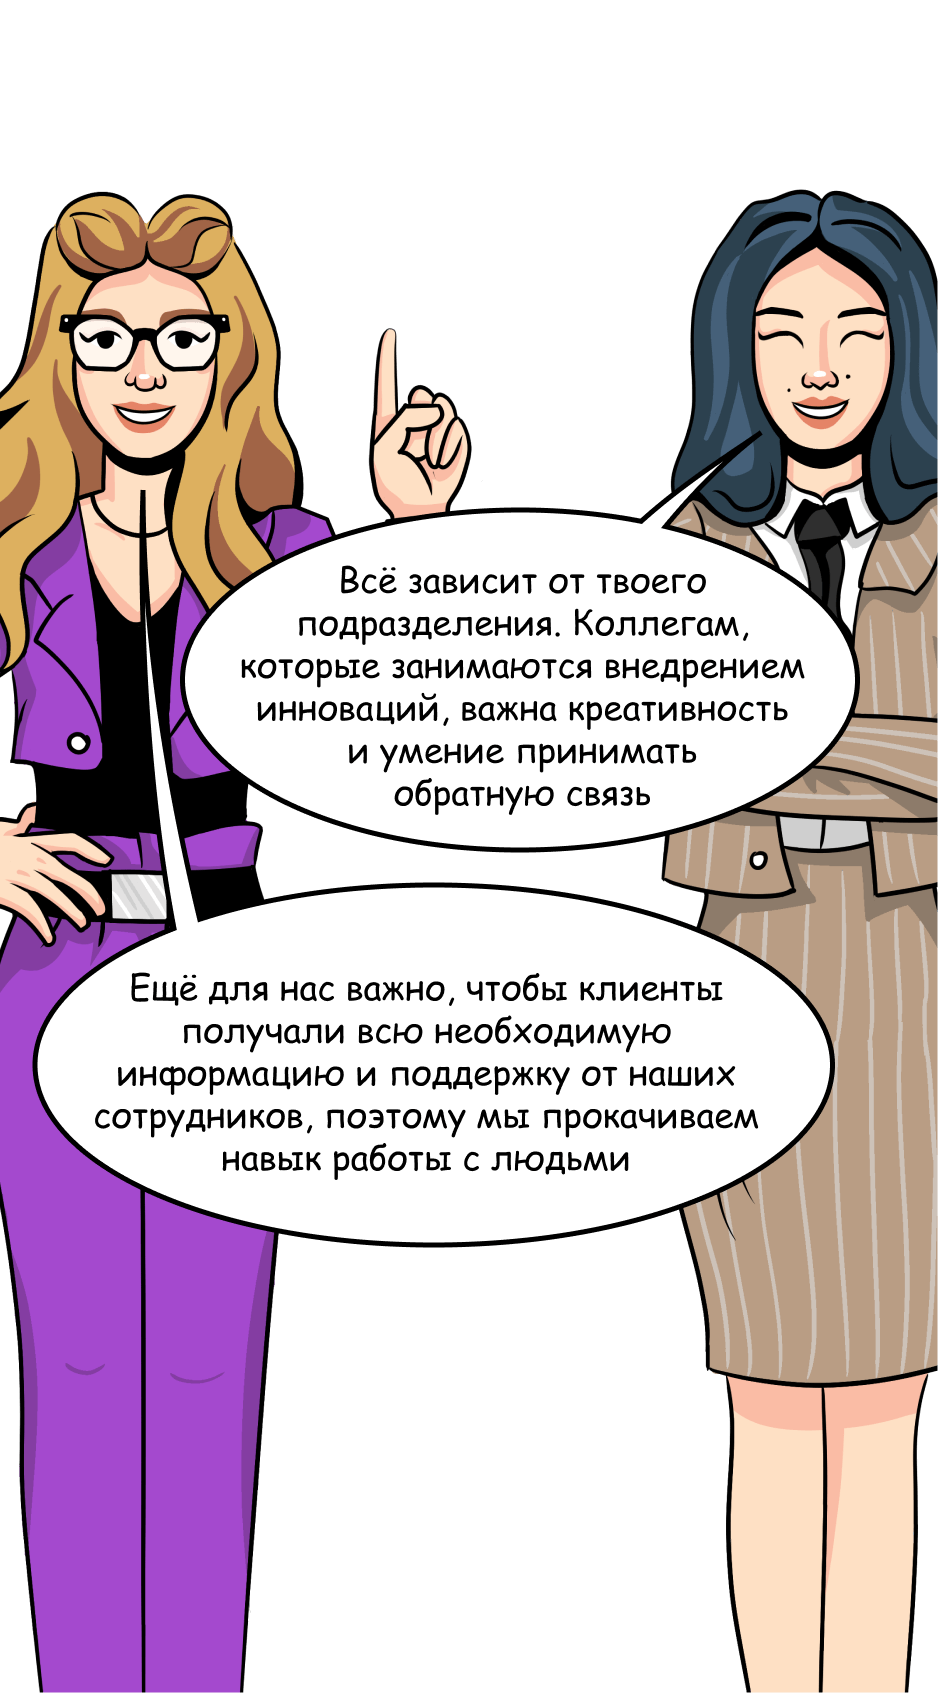 Всё зависит от твоего
подразделения. Коллегам,
которые занимаются внедрением
инноваций, важна креативность
и умение принимать
обратную связь
Ещё для нас важно, чтобы клиенты
получали всю необходимую
информацию и поддержку от наших
сотрудников, поэтому мы прокачиваем
навык работы с людьми